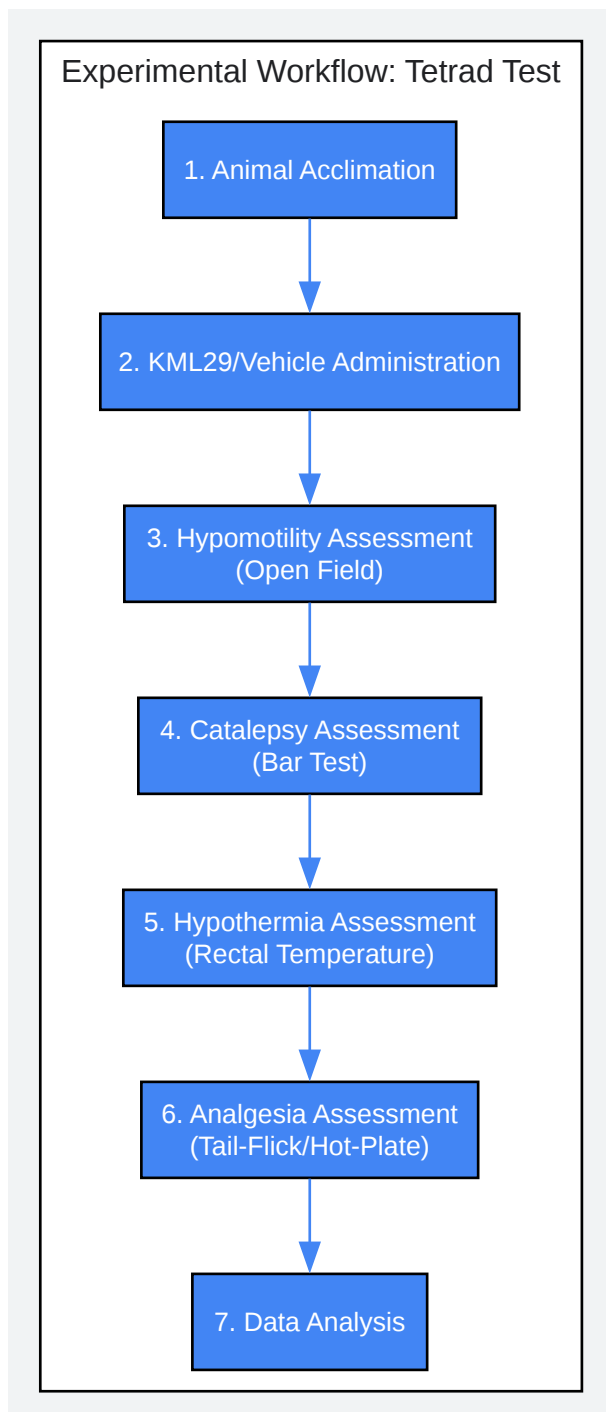 Experimental Workflow: Tetrad Test
1. Animal Acclimation
2. KML29/Vehicle Administration
3. Hypomotility Assessment
(Open Field)
4. Catalepsy Assessment
(Bar Test)
5. Hypothermia Assessment
(Rectal Temperature)
6. Analgesia Assessment
(Tail-Flick/Hot-Plate)
7. Data Analysis